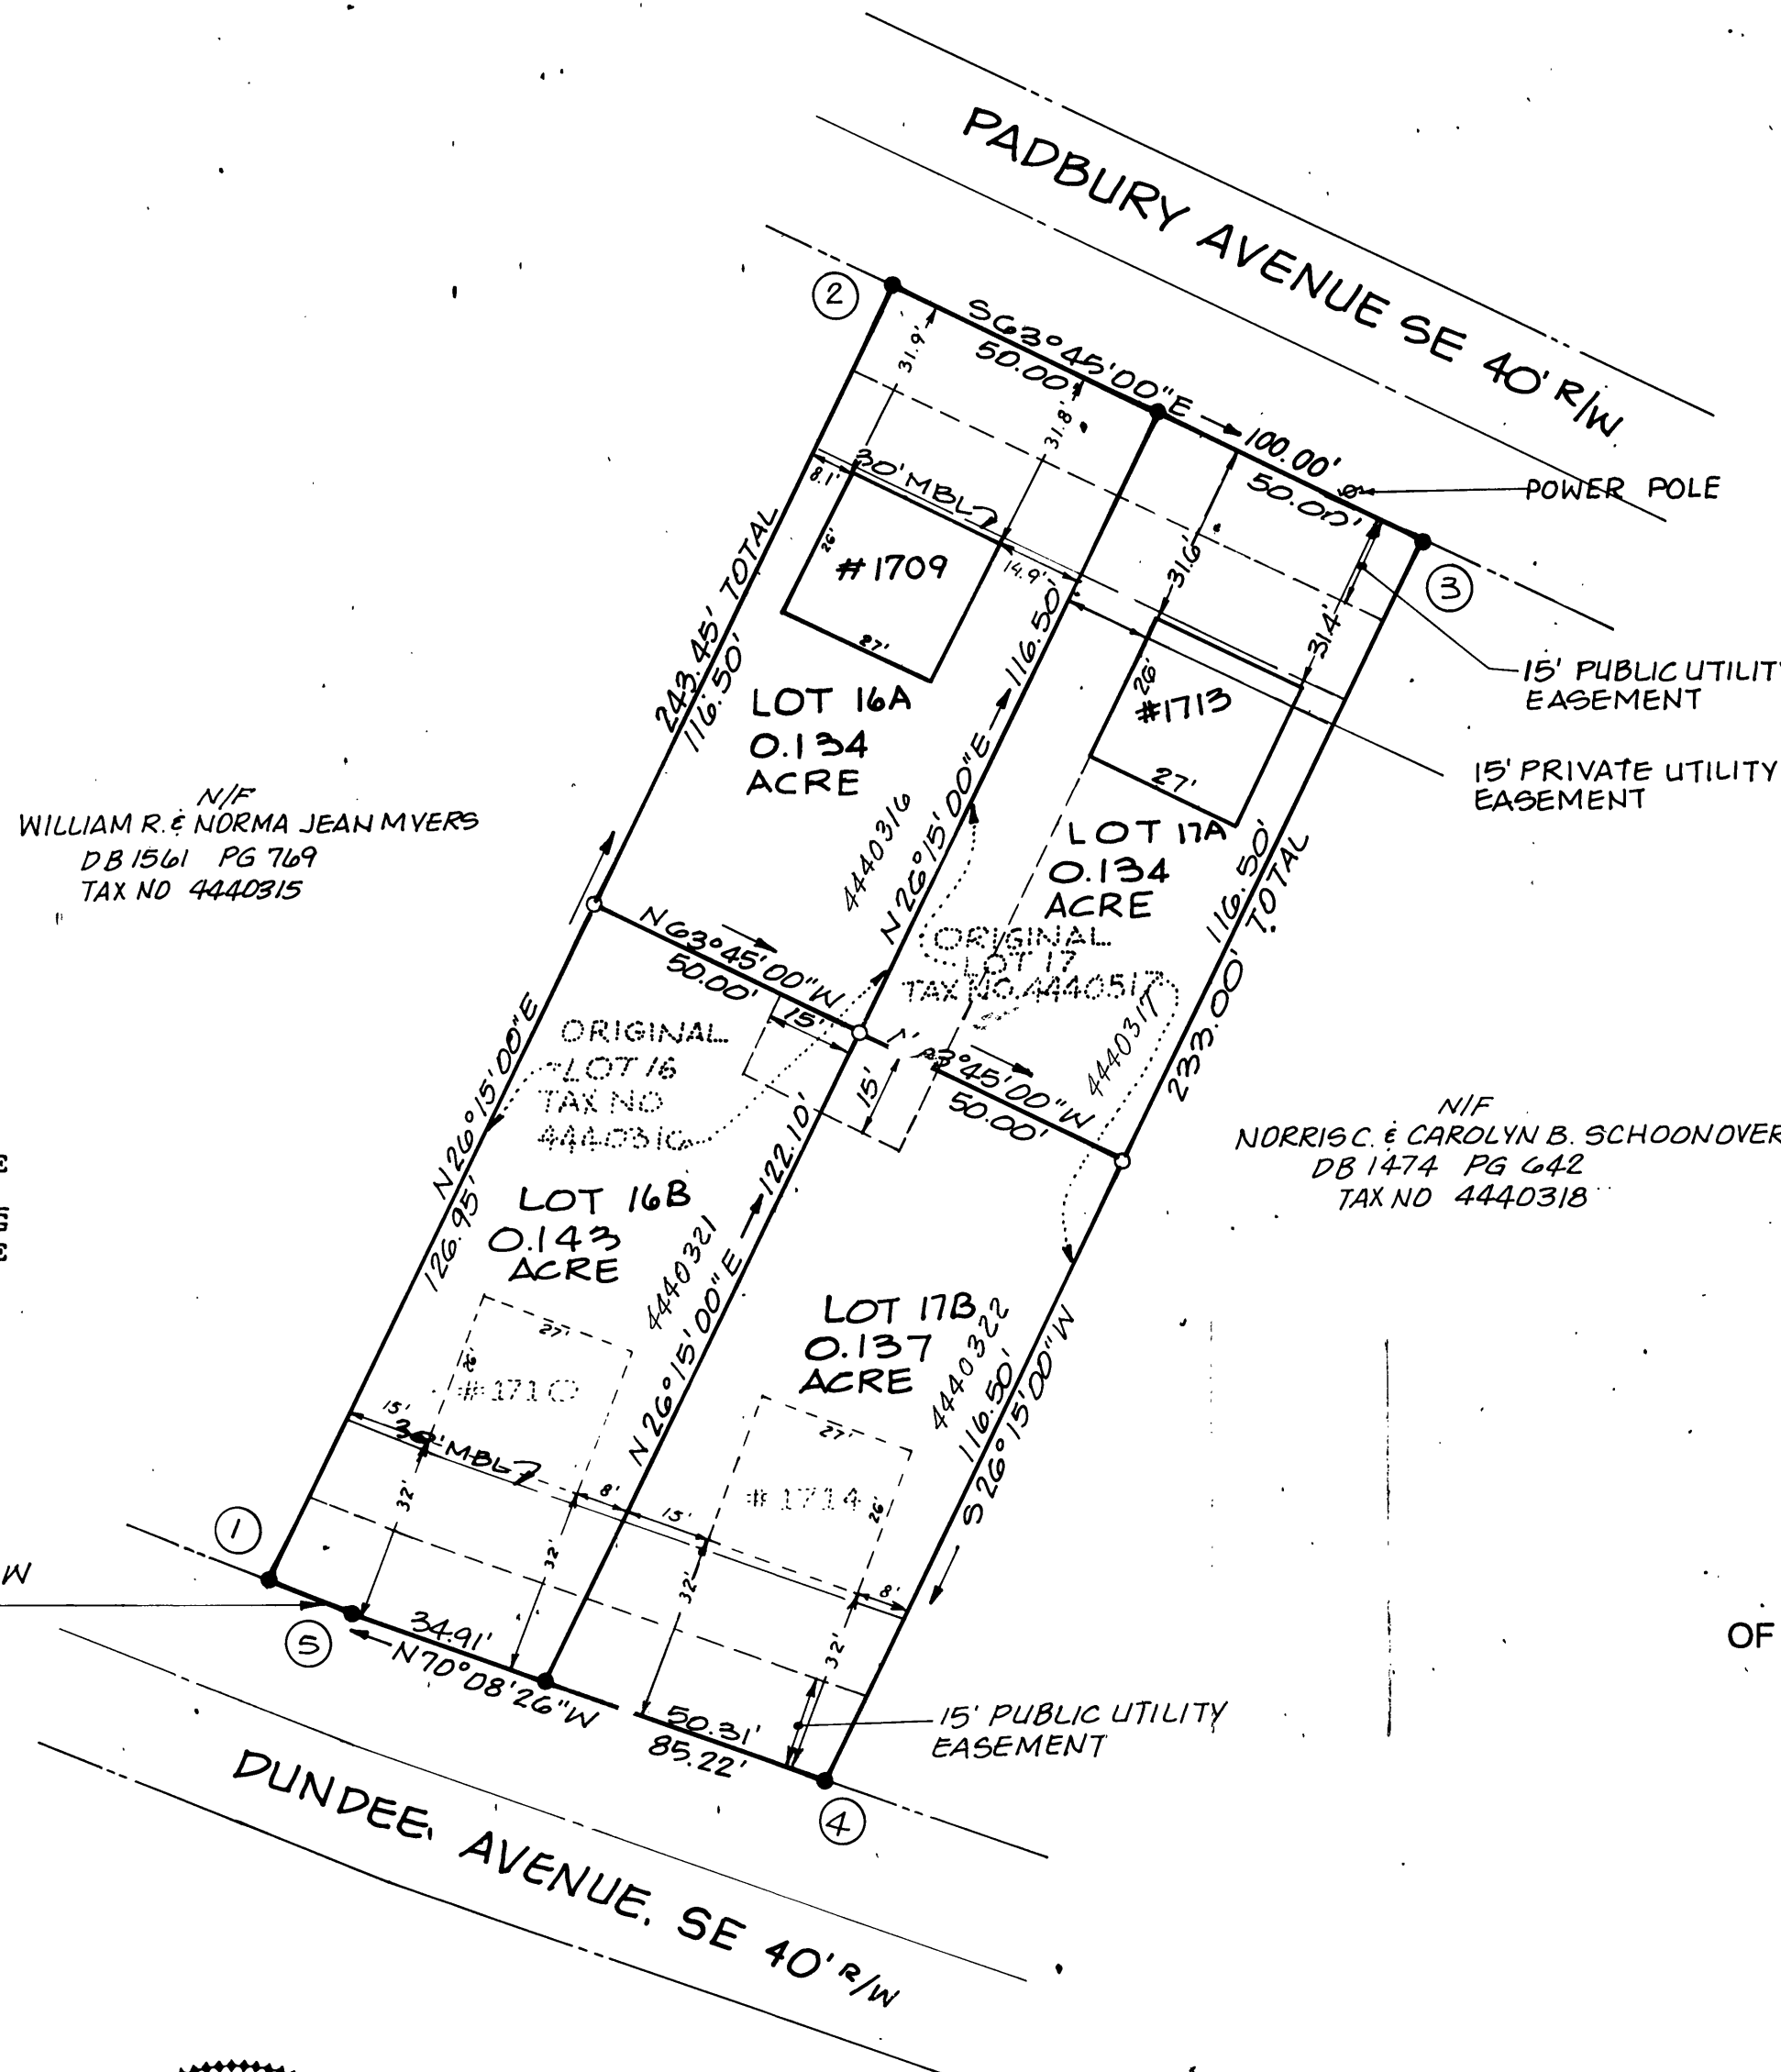 PADBURY AVENUE SE 40' R/W
2
S63°45'00"E
50.00'
100.00'
50.00'
POWER POLE
3
31.9'
31.8'
8.1'
30' MBL
26'
#1709
27'
14.9'
31.6'
31.4'
26'
#1713
27'
15' PUBLIC UTILIT
EASEMENT
15' PRIVATE UTILITY
EASEMENT
243.45' TOTAL
116.50'
LOT 16A
0.134
ACRE
4440316
N26°15'00"E
116.50'
LOT 17A
0.134
ACRE
116.50'
233.00' TOTAL
N/F
WILLIAM R. & NORMA JEAN MYERS
DB 1561 PG 769
TAX NO 4440315
N63°45'00"W
50.00'
15'
15'
ORIGINAL
LOT 17
TAX NO. 4440517
4440317
3°45'00"W
50.00'
ORIGINAL
LOT 16
TAX NO
4440316
N/F
NORRIS C. & CAROLYN B. SCHOONOVER
DB 1474 PG 642
TAX NO 4440318
N26°15'00"E
126.95'
LOT 16B
0.143
ACRE
4440321
N26°15'00"E
122.10'
LOT 17B
0.137
ACRE
4440322
116.50'
S26°15'00"W
27'
26'
#1710
15'
30' MBL
32'
8'
32'
27'
26'
#1714
15'
32'
8'
32'
1
W
5
34.91'
N70°08'26"W
50.31'
85.22'
15' PUBLIC UTILITY
EASEMENT
4
OF
DUNDEE AVENUE. SE 40' R/W